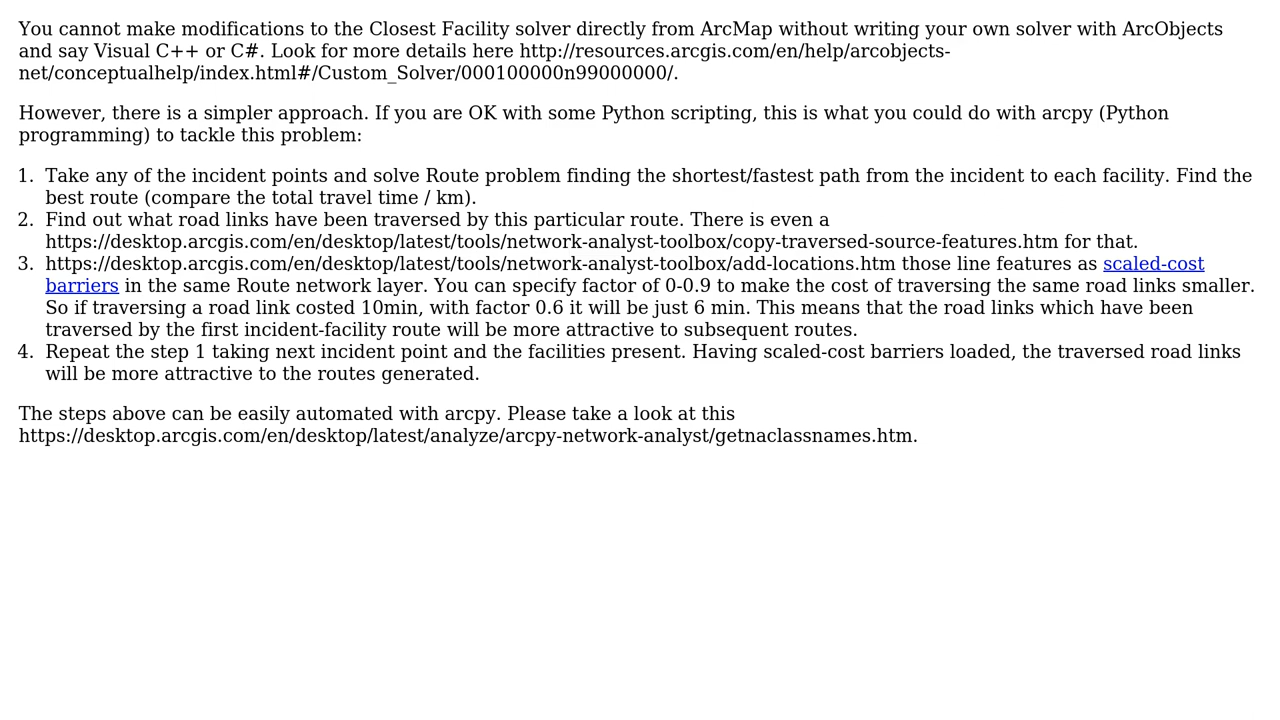 You cannot make modifications to the Closest Facility solver directly from ArcMap without writing your own solver with ArcObjects
and say Visual C++ or C#. Look for more details here http://resources.arcgis.com/en/help/arcobjects-
net/conceptualhelp/index.html#/Custom_Solver/000100000n99000000/.
However, there is a simpler approach. If you are OK with some Python scripting, this is what you could do with arcpy (Python
programming) to tackle this problem:
1. Take any of the incident points and solve Route problem finding the shortest/fastest path from the incident to each facility. Find the
best route (compare the total travel time / km).
2. Find out what road links have been traversed by this particular route. There is even a
https://desktop.arcgis.com/en/desktop/latest/tools/network-analyst-toolbox/copy-traversed-source-features.htm for that.
3. https://desktop.arcgis.com/en/desktop/latest/tools/network-analyst-toolbox/add-locations.htm those line features as scaled-cost
barriers in the same Route network layer. You can specify factor of 0-0.9 to make the cost of traversing the same road links smaller.
So if traversing a road link costed 10min, with factor 0.6 it will be just 6 min. This means that the road links which have been
traversed by the first incident-facility route will be more attractive to subsequent routes.
4. Repeat the step 1 taking next incident point and the facilities present. Having scaled-cost barriers loaded, the traversed road links
will be more attractive to the routes generated.
The steps above can be easily automated with arcpy. Please take a look at this
https://desktop.arcgis.com/en/desktop/latest/analyze/arcpy-network-analyst/getnaclassnames.htm.